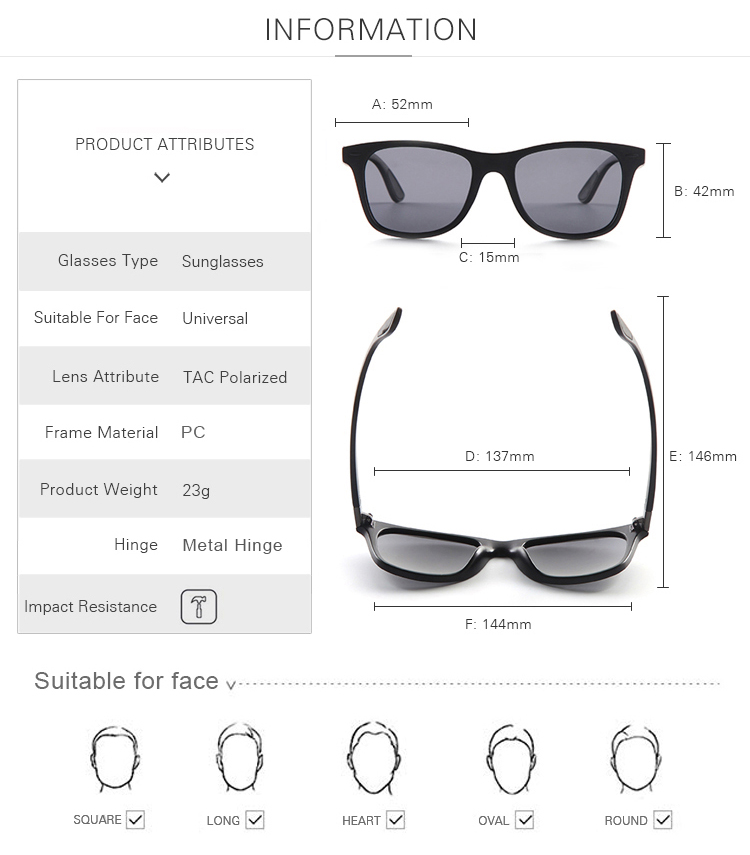 INFORMATION
PRODUCT ATTRIBUTES
Glasses Type Sunglasses
Suitable For Face Universal
Lens Attribute TAC Polarized
Frame Material PC
Product Weight 23g
Hinge Metal Hinge
Impact Resistance
A: 52mm
B: 42mm
C: 15mm
D: 137mm
E: 146mm
F: 144mm
Suitable for face
SQUARE
LONG
HEART
OVAL
ROUND